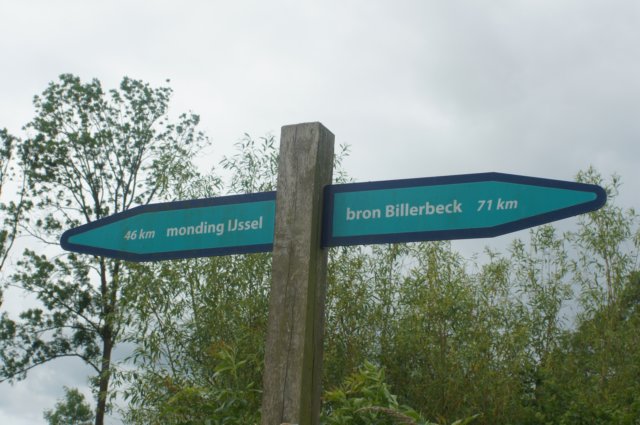 46 km monding IJssel
bron Billerbeck 71 km